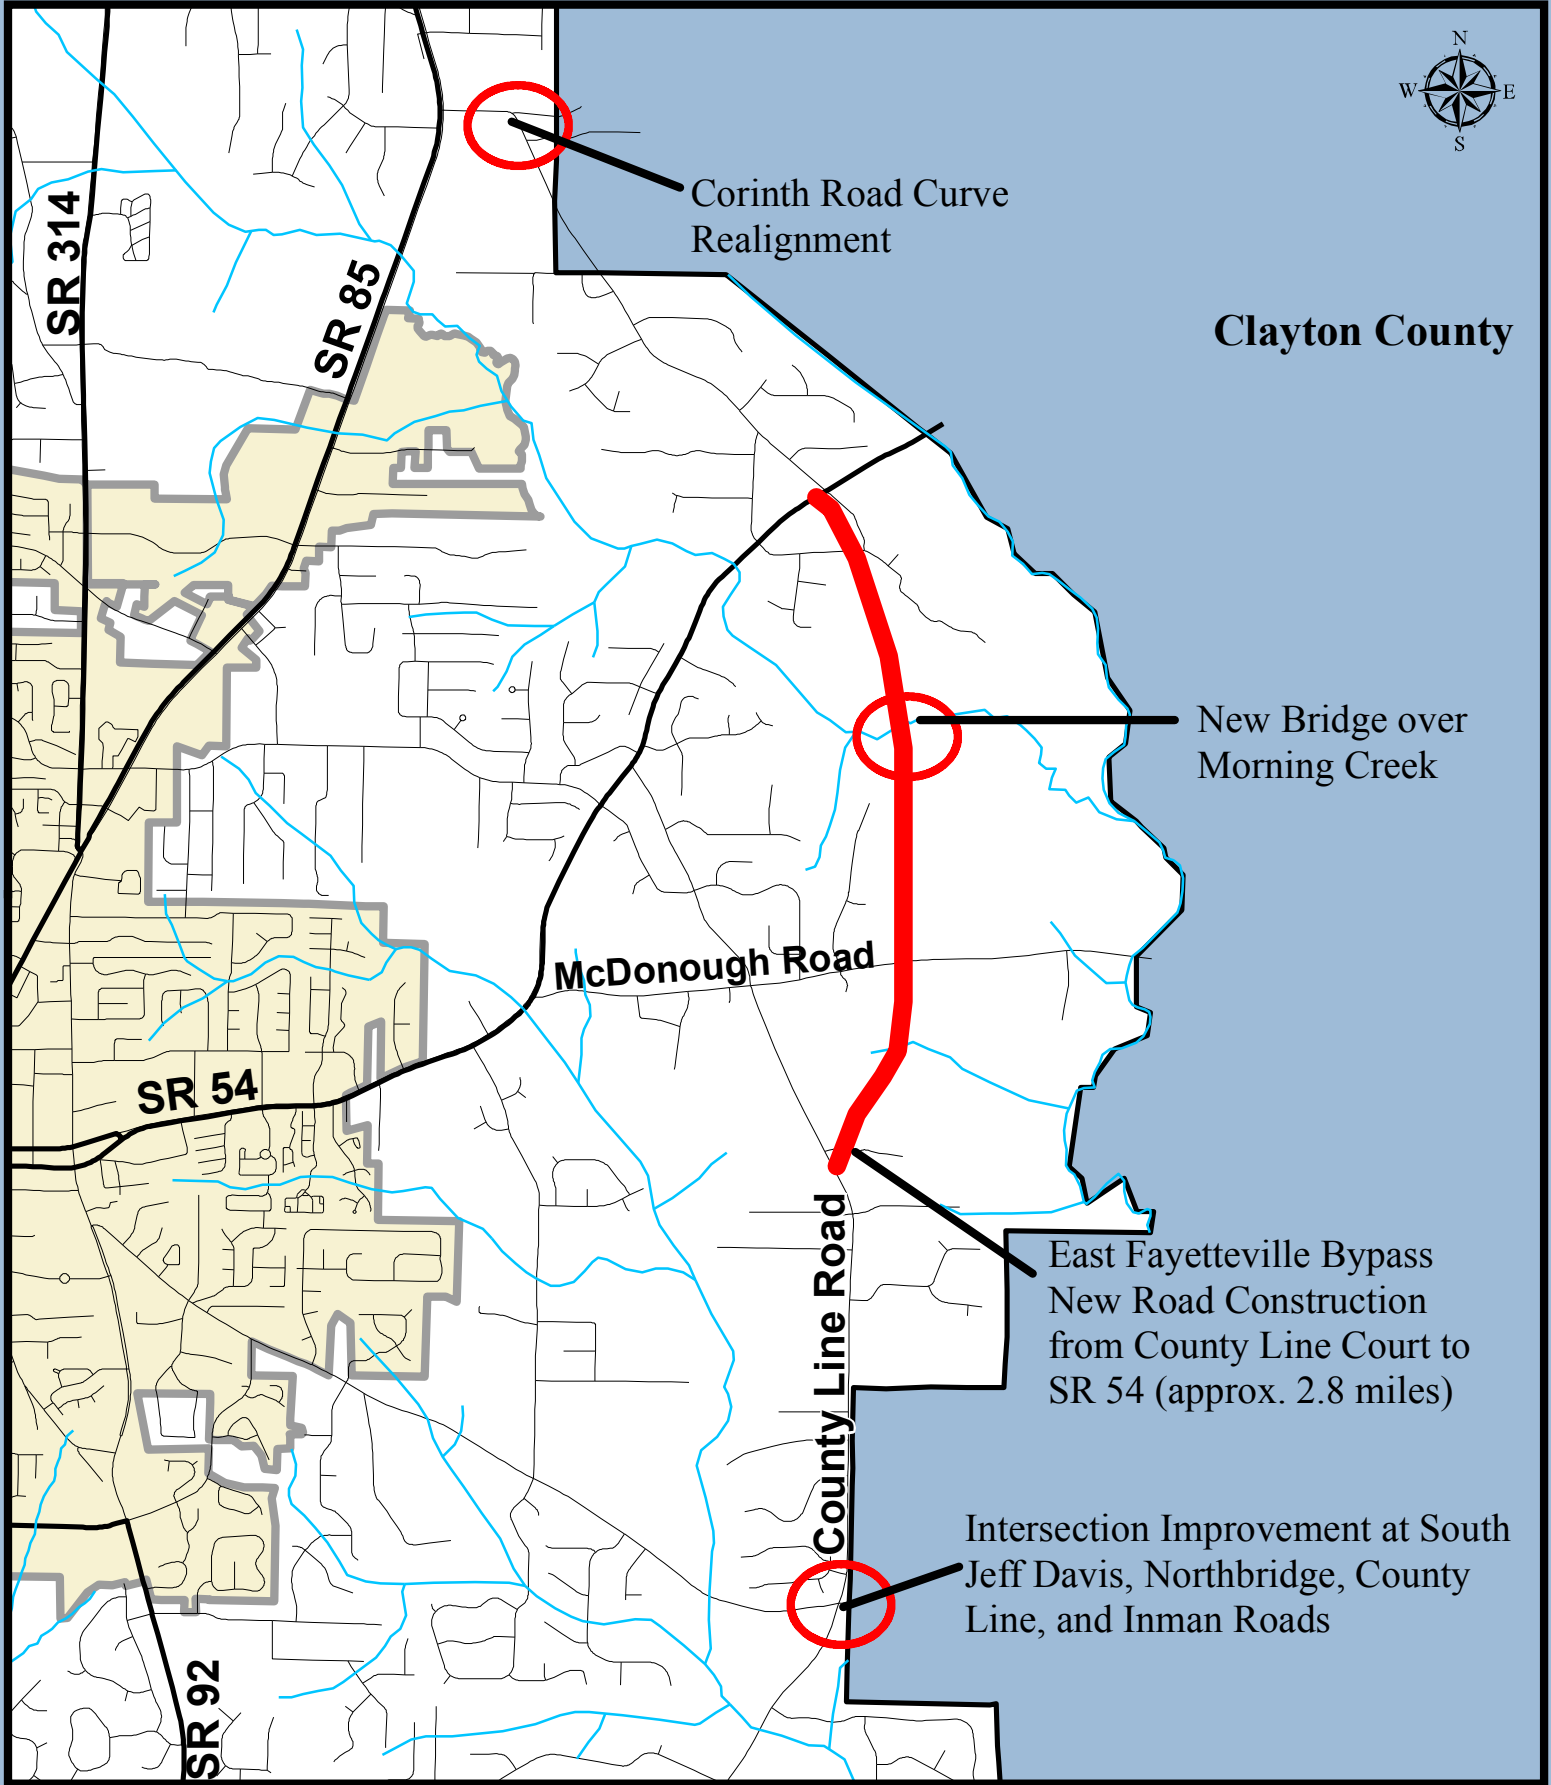 N
W E
S
Corinth Road Curve
Realignment
SR 314
SR 85
Clayton County
New Bridge over
Morning Creek
McDonough Road
SR 54
County Line Road
East Fayetteville Bypass
New Road Construction
from County Line Court to
SR 54 (approx. 2.8 miles)
Intersection Improvement at South
Jeff Davis, Northbridge, County
Line, and Inman Roads
SR 92